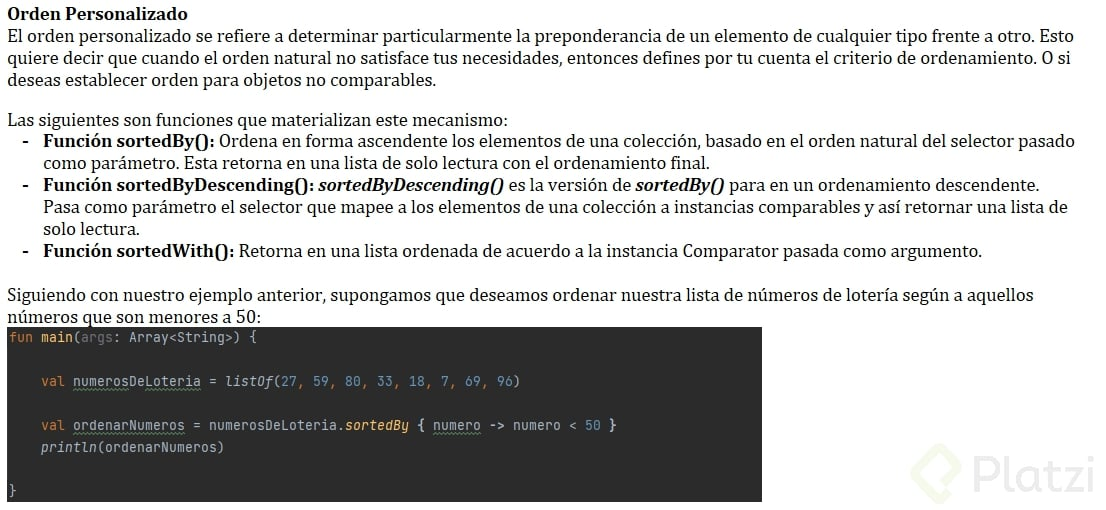 Orden Personalizado
El orden personalizado se refiere a determinar particularmente la preponderancia de un elemento de cualquier tipo frente a otro. Esto
quiere decir que cuando el orden natural no satisface tus necesidades, entonces defines por tu cuenta el criterio de ordenamiento. O si
deseas establecer orden para objetos no comparables.
Las siguientes son funciones que materializan este mecanismo:
- Función sortedBy(): Ordena en forma ascendente los elementos de una colección, basado en el orden natural del selector pasado
como parámetro. Esta retorna en una lista de solo lectura con el ordenamiento final.
- Función sortedByDescending(): sortedByDescending() es la versión de sortedBy() para en un ordenamiento descendente.
Pasa como parámetro el selector que mapee a los elementos de una colección a instancias comparables y así retornar una lista de
solo lectura.
- Función sortedWith(): Retorna en una lista ordenada de acuerdo a la instancia Comparator pasada como argumento.
Siguiendo con nuestro ejemplo anterior, supongamos que deseamos ordenar nuestra lista de números de lotería según a aquellos
números que son menores a 50:
fun main(args: Array<String>) {
val numerosDeLoteria = listOf(27, 59, 80, 33, 18, 7, 69, 96)
val ordenarNumeros = numerosDeLoteria.sortedBy { numero -> numero < 50 }
println(ordenarNumeros)
}
Platzi